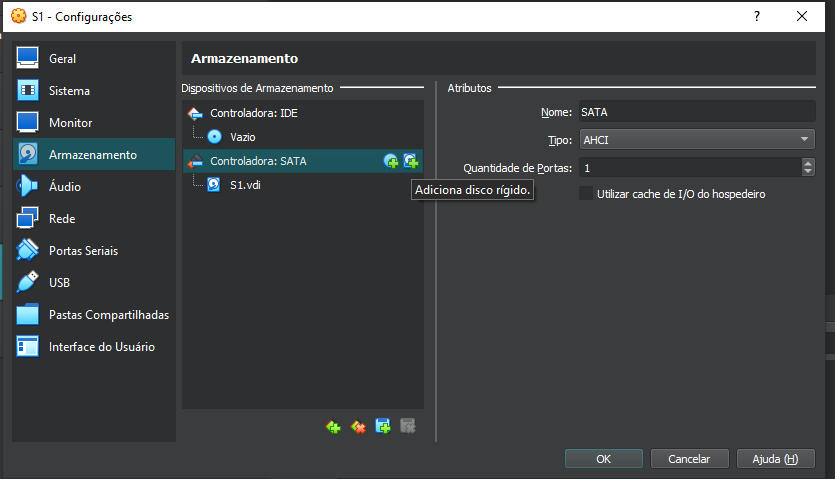 S1 - Configurações
?
Geral
Sistema
Monitor
Armazenamento
Áudio
Rede
Portas Seriais
USB
Pastas Compartilhadas
Interface do Usuário
Armazenamento
Dispositivos de Armazenamento
Controladora: IDE
Vazio
Controladora: SATA
S1.vdi
Adiciona disco rígido.
Atributos
Nome: SATA
Tipo: AHCI
Quantidade de Portas: 1
Utilizar cache de I/O do hospedeiro
OK
Cancelar
Ajuda (H)